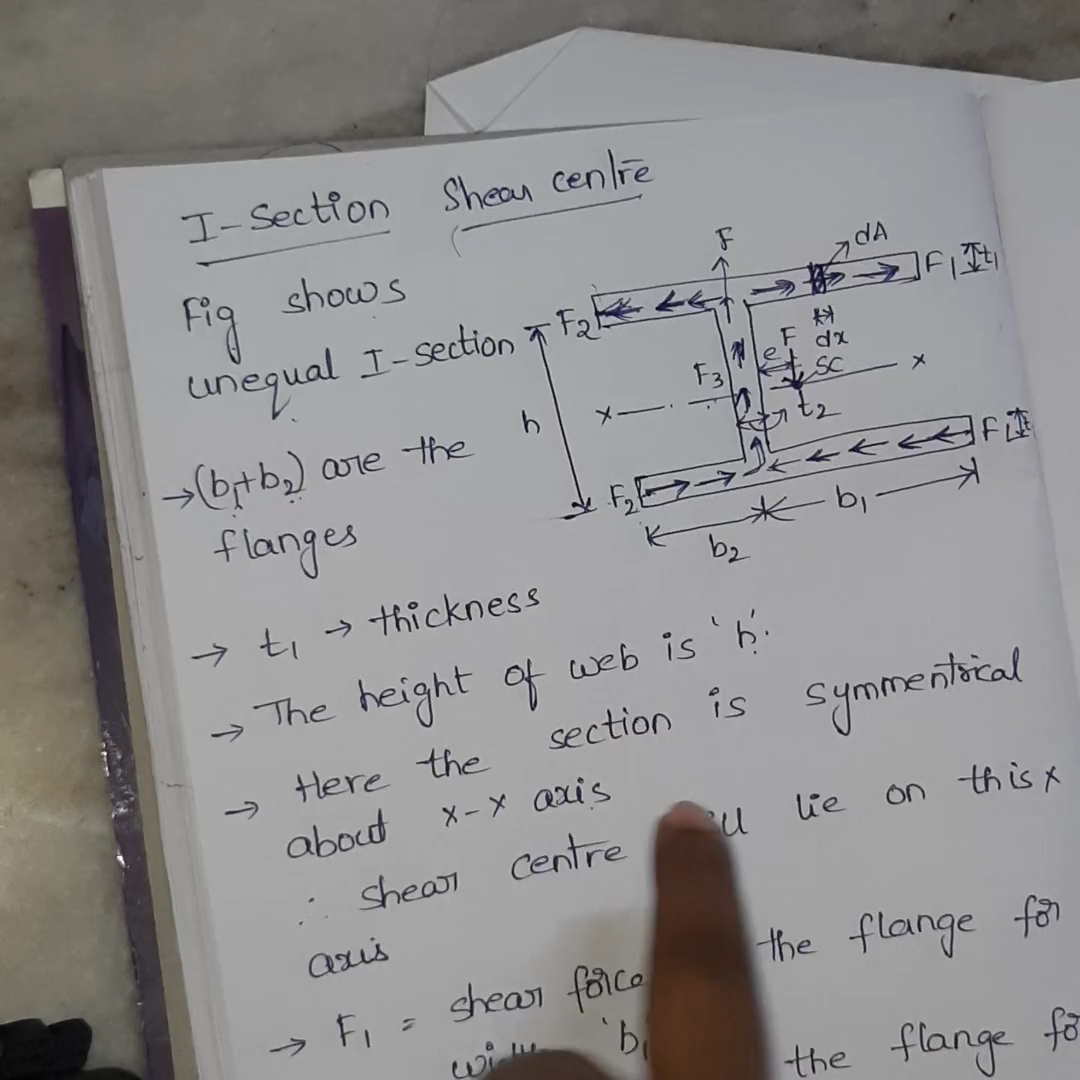 I-Section Shear centre
Fig shows
unequal I-section
→(b₁+b₂) are the
flanges
F
dA
F₂
F₁
t₁
F
dx
e
SC
F₃
x
x
t₂
h
F₂
F₁
b₂
b₁
→ t₁ → thickness
→ The height of web is 'h'.
→ Here the section is symmentrical
about x-x axis
∴ shear centre lie on this x
axis
→ F₁ = shear force the flange for
b₁ the flange